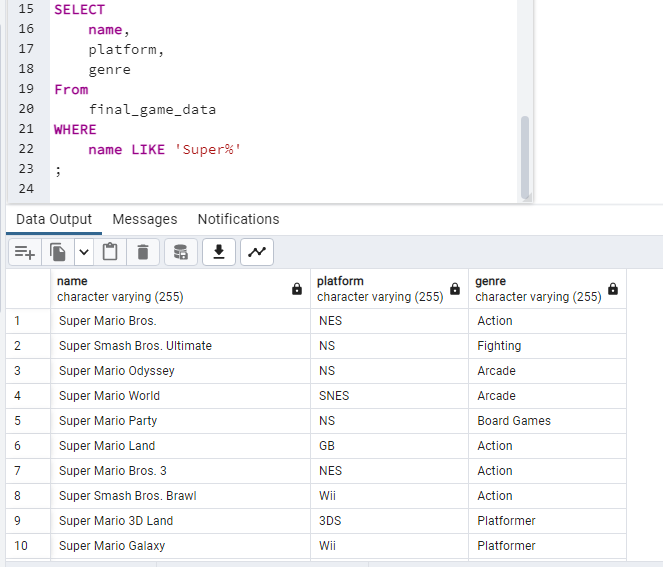 15 SELECT
16 name,
17 platform,
18 genre
19 From
20 final_game_data
21 WHERE
22 name LIKE 'Super%'
23 ;
24
Data Output Messages Notifications
name platform genre
character varying (255) character varying (255) character varying (255)
1 Super Mario Bros. NES Action
2 Super Smash Bros. Ultimate NS Fighting
3 Super Mario Odyssey NS Arcade
4 Super Mario World SNES Arcade
5 Super Mario Party NS Board Games
6 Super Mario Land GB Action
7 Super Mario Bros. 3 NES Action
8 Super Smash Bros. Brawl Wii Action
9 Super Mario 3D Land 3DS Platformer
10 Super Mario Galaxy Wii Platformer